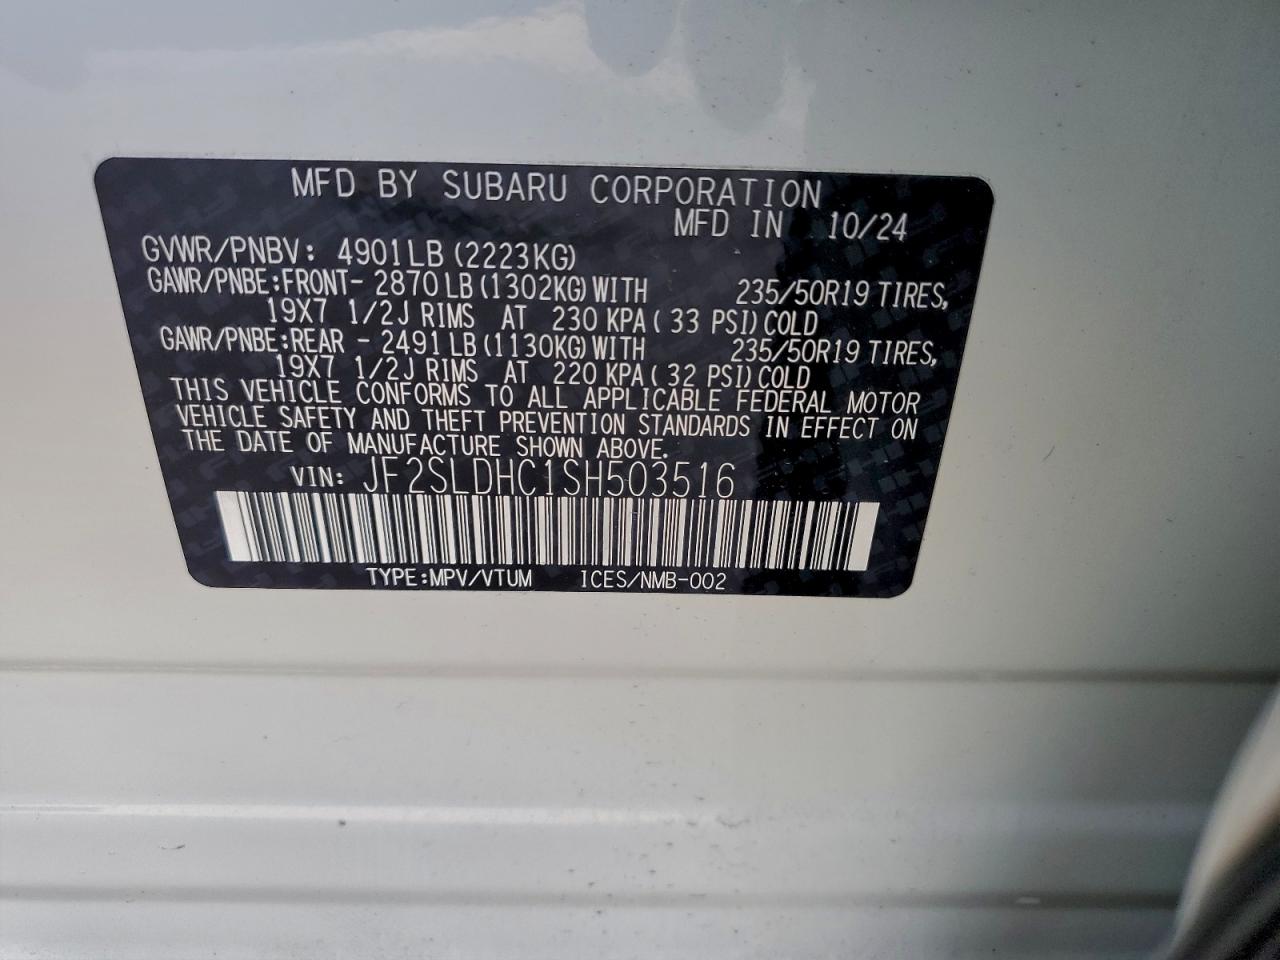 MFD BY SUBARU CORPORATION
MFD IN 10/24
GVWR/PNBV: 4901LB (2223KG)
GAWR/PNBE:FRONT- 2870LB(1302KG)WITH 235/50R19 TIRES,
19X7 1/2J RIMS AT 230 KPA( 33 PSI)COLD
GAWR/PNBE:REAR - 2491LB(1130KG)WITH 235/50R19 TIRES,
19X7 1/2J RIMS AT 220 KPA( 32 PSI)COLD
THIS VEHICLE CONFORMS TO ALL APPLICABLE FEDERAL MOTOR
VEHICLE SAFETY AND THEFT PREVENTION STANDARDS IN EFFECT ON
THE DATE OF MANUFACTURE SHOWN ABOVE.
VIN: JF2SLDHC1SH503516
TYPE:MPV/VTUM ICES/NMB-002